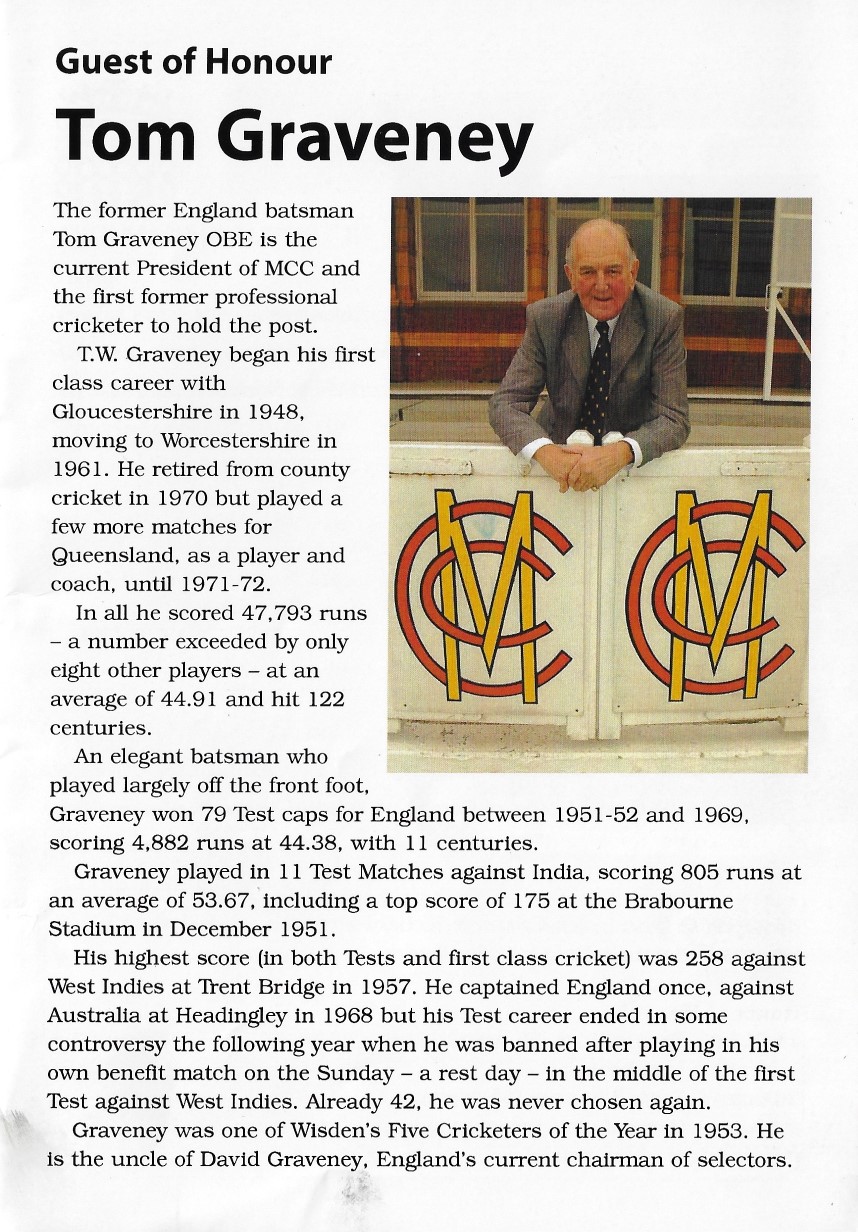 Guest of Honour
Tom Graveney
The former England batsman
Tom Graveney OBE is the
current President of MCC and
the first former professional
cricketer to hold the post.
T.W. Graveney began his first
class career with
Gloucestershire in 1948,
moving to Worcestershire in
1961. He retired from county
cricket in 1970 but played a
few more matches for
Queensland, as a player and
coach, until 1971-72.
In all he scored 47,793 runs
– a number exceeded by only
eight other players – at an
average of 44.91 and hit 122
centuries.
An elegant batsman who
played largely off the front foot,
Graveney won 79 Test caps for England between 1951-52 and 1969,
scoring 4,882 runs at 44.38, with 11 centuries.
Graveney played in 11 Test Matches against India, scoring 805 runs at
an average of 53.67, including a top score of 175 at the Brabourne
Stadium in December 1951.
His highest score (in both Tests and first class cricket) was 258 against
West Indies at Trent Bridge in 1957. He captained England once, against
Australia at Headingley in 1968 but his Test career ended in some
controversy the following year when he was banned after playing in his
own benefit match on the Sunday – a rest day – in the middle of the first
Test against West Indies. Already 42, he was never chosen again.
Graveney was one of Wisden's Five Cricketers of the Year in 1953. He
is the uncle of David Graveney, England's current chairman of selectors.
MCC
MCC